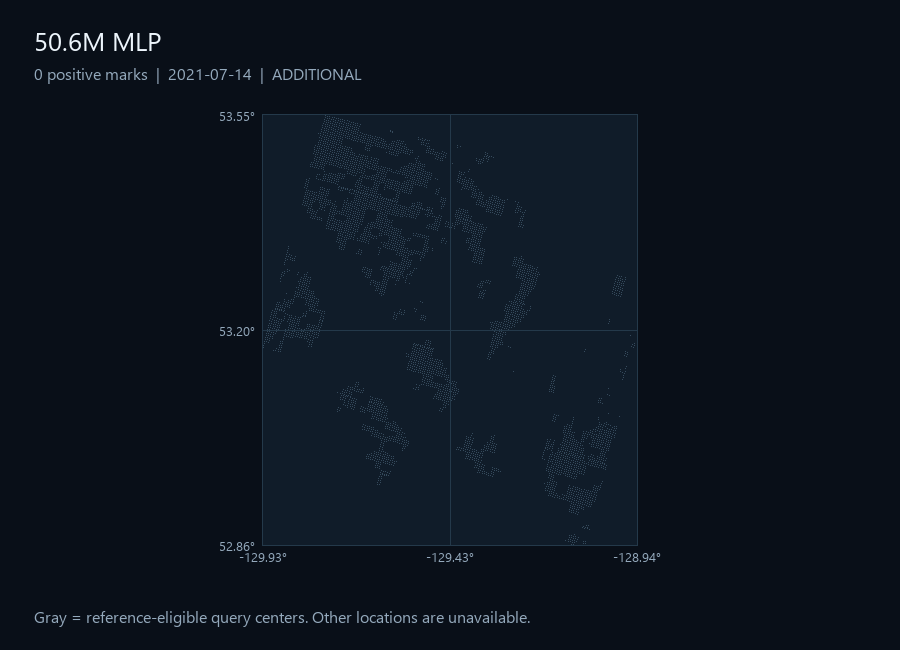 50.6M MLP
0 positive marks | 2021-07-14 | ADDITIONAL
53.55°
53.20°
52.86°
-129.93° -129.43° -128.94°
Gray = reference-eligible query centers. Other locations are unavailable.